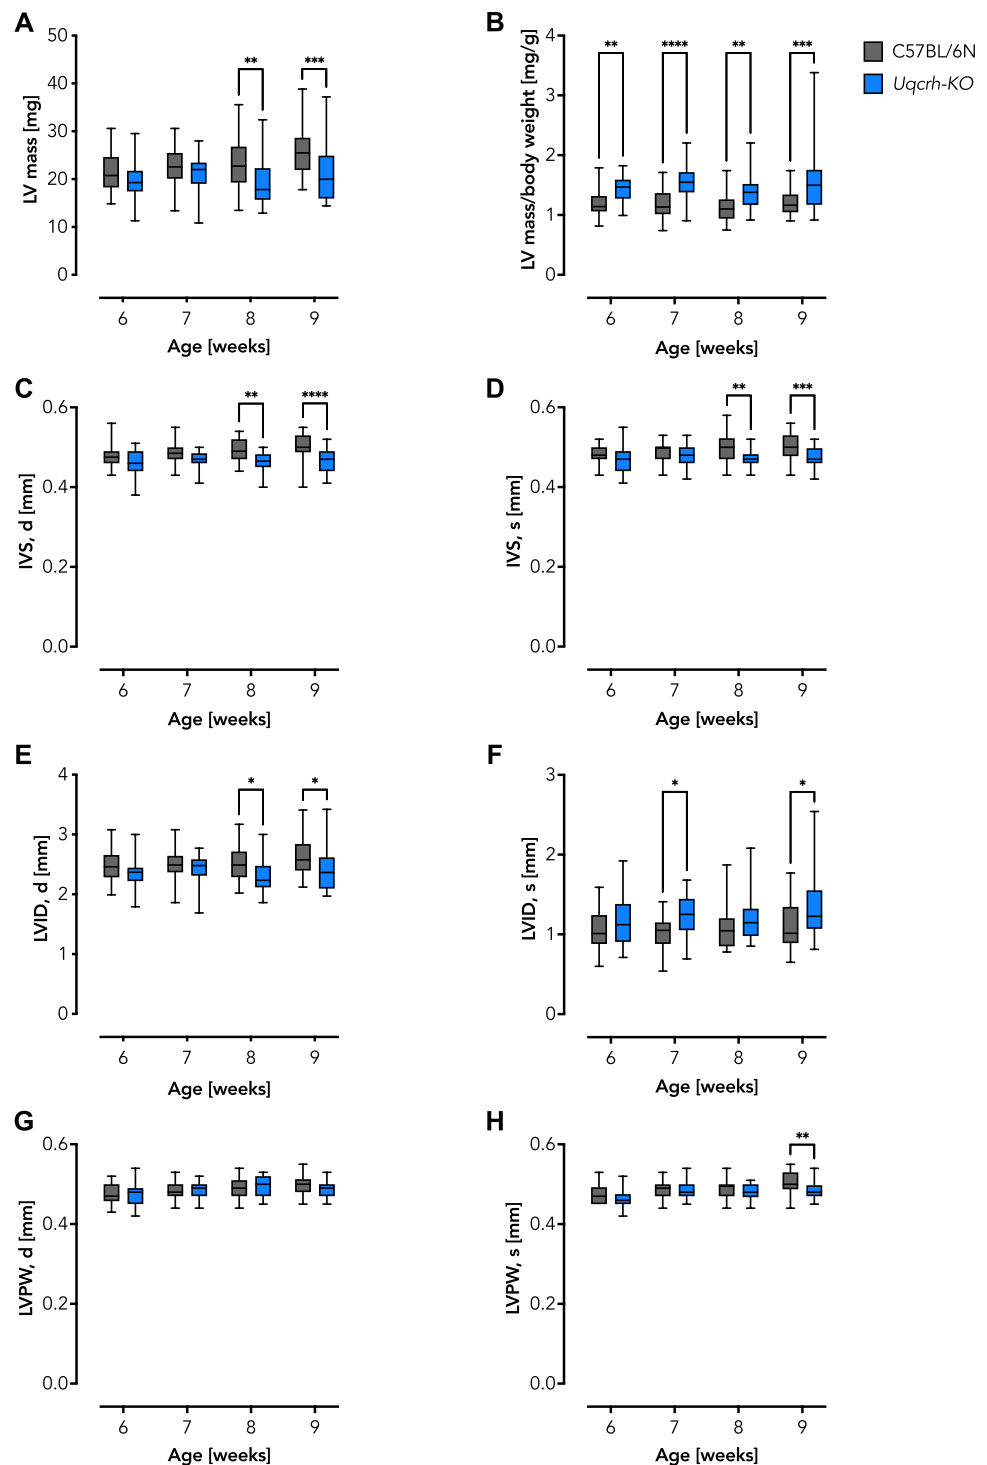 A
B
C57BL/6N
Uqcrh-KO
LV mass [mg]
50
40
30
20
10
0
** ***
6 7 8 9
Age [weeks]
LV mass/body weight [mg/g]
4
3
2
1
0
** **** ** ***
6 7 8 9
Age [weeks]
C
D
IVS, d [mm]
0.6
0.4
0.2
0.0
** ****
6 7 8 9
Age [weeks]
IVS, s [mm]
0.6
0.4
0.2
0.0
** ***
6 7 8 9
Age [weeks]
E
F
LVID, d [mm]
4
3
2
1
0
* *
6 7 8 9
Age [weeks]
LVID, s [mm]
3
2
1
0
* *
6 7 8 9
Age [weeks]
G
H
LVPW, d [mm]
0.6
0.4
0.2
0.0
6 7 8 9
Age [weeks]
LVPW, s [mm]
0.6
0.4
0.2
0.0
**
6 7 8 9
Age [weeks]